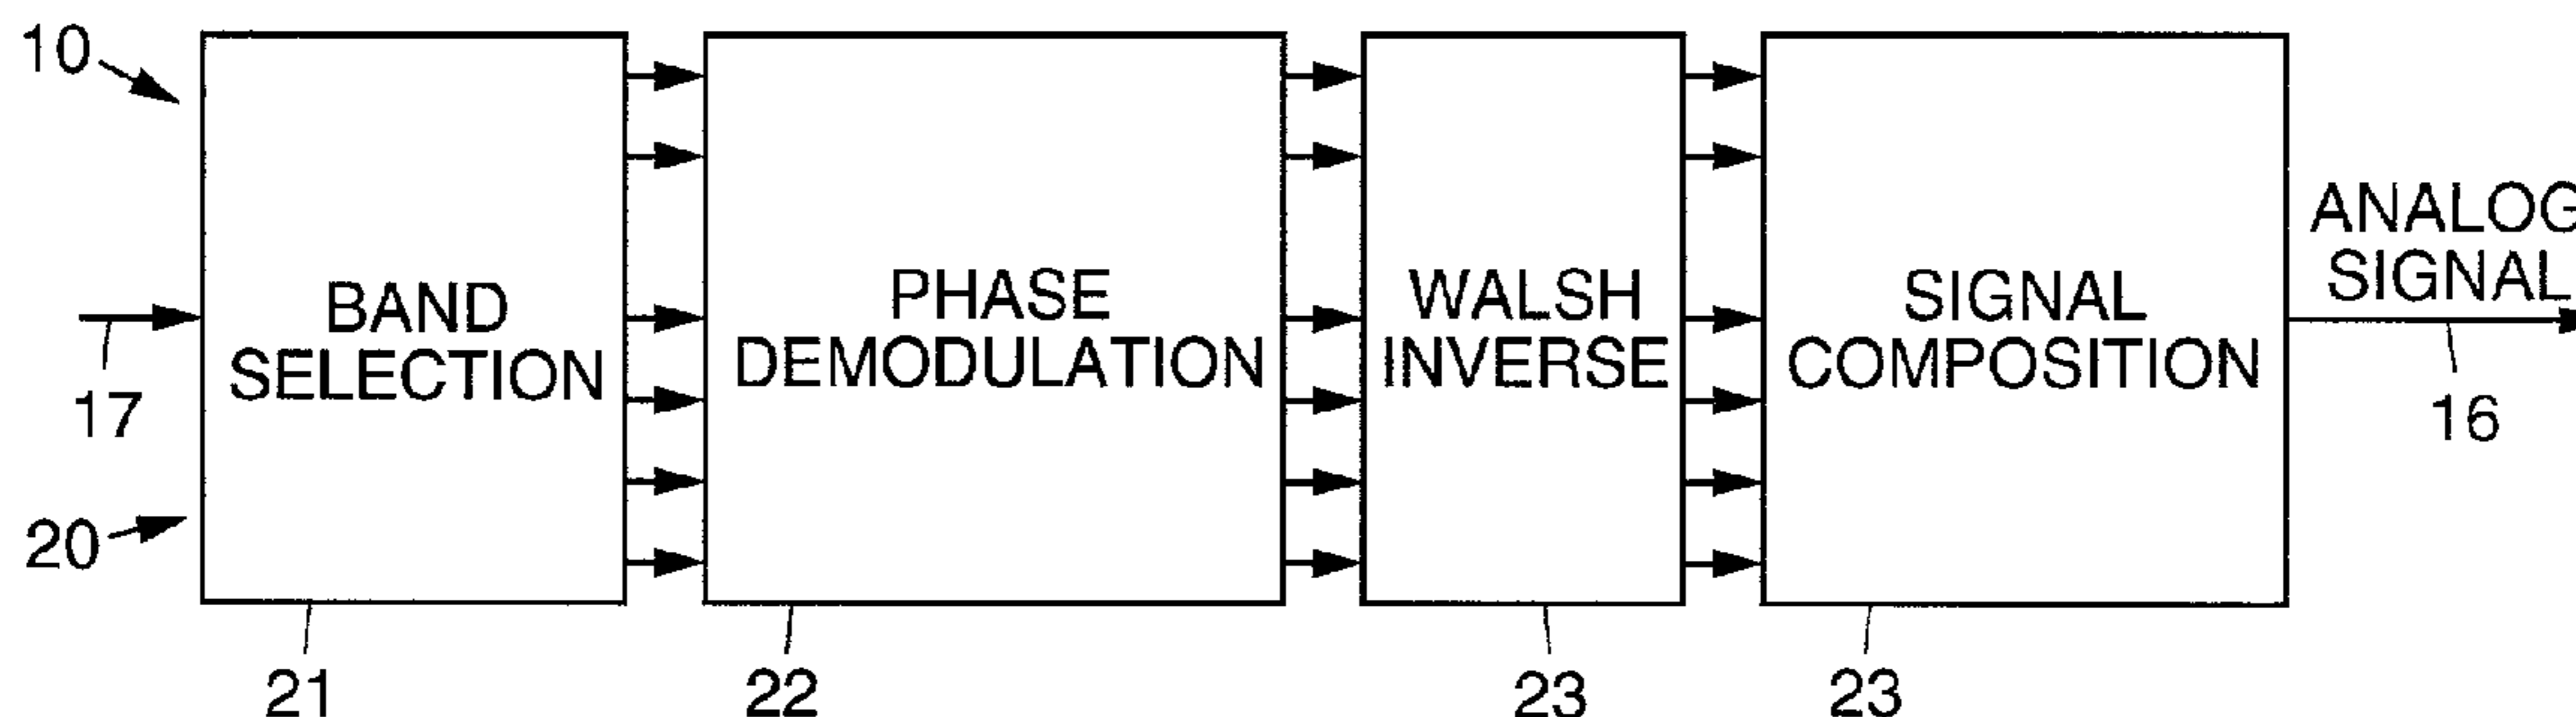 10
BAND
SELECTION
PHASE
DEMODULATION
WALSH
INVERSE
SIGNAL
COMPOSITION
ANALOG
SIGNAL
17
16
20
21
22
23
23